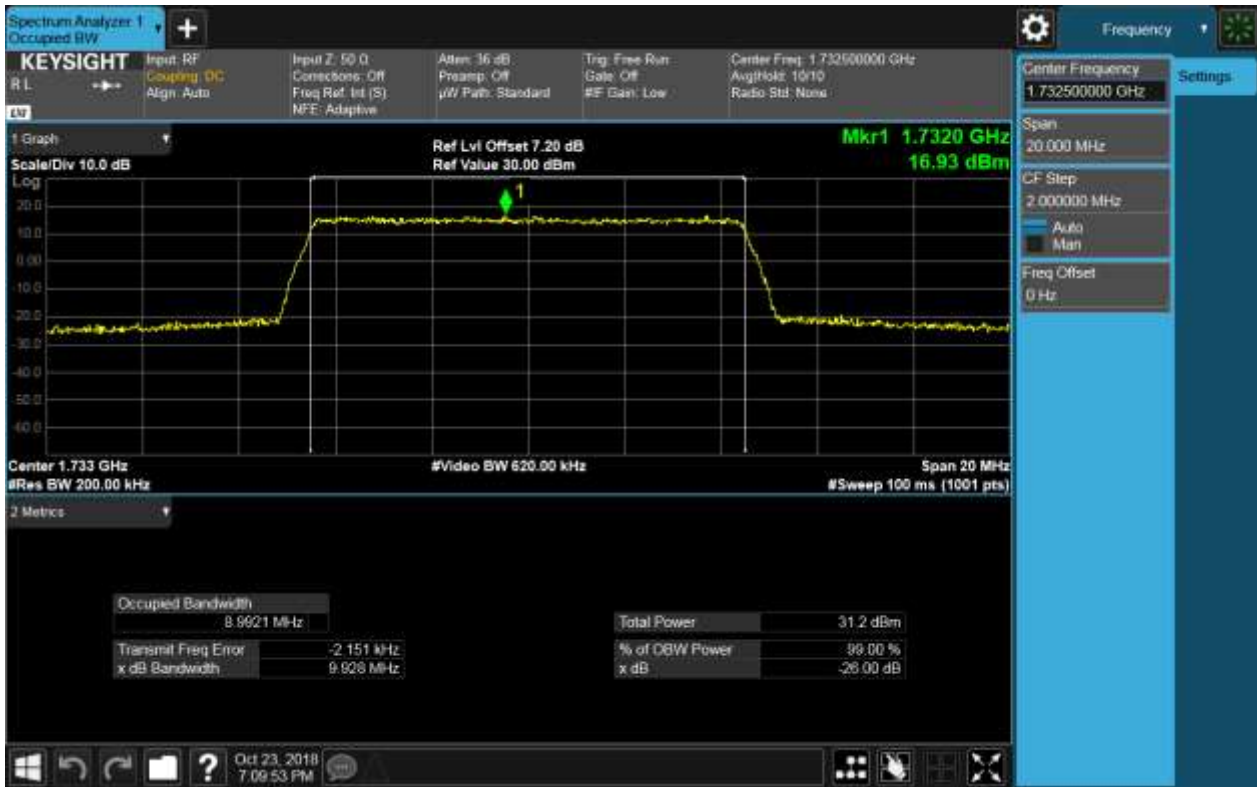 Spectrum Analyzer 1
Occupied BW
Frequency
KEYSIGHT
R L
Input: RF
Coupling: DC
Align: Auto
Input Z: 50 Ω
Corrections: Off
Freq Ref: Int (S)
NFE: Adaptive
Atten: 36 dB
Preamp: Off
µW Path: Standard
Trig: Free Run
Gate: Off
#IF Gain: Low
Center Freq: 1.732500000 GHz
Avg|Hold: 10/10
Radio Std: None
Center Frequency
1.732500000 GHz
Settings
Span
20.000 MHz
CF Step
2.000000 MHz
Auto
Man
Freq Offset
0 Hz
1 Graph
Scale/Div 10.0 dB
Ref Lvl Offset 7.20 dB
Ref Value 30.00 dBm
Mkr1 1.7320 GHz
16.93 dBm
Log
1
20.0
10.0
0.00
-10.0
-20.0
-30.0
-40.0
-50.0
-60.0
Center 1.733 GHz
#Video BW 620.00 kHz
Span 20 MHz
#Res BW 200.00 kHz
#Sweep 100 ms (1001 pts)
2 Metrics
Occupied Bandwidth
8.9921 MHz
Total Power 31.2 dBm
Transmit Freq Error -2.151 kHz
% of OBW Power 99.00 %
x dB Bandwidth 9.928 MHz
x dB -26.00 dB
Oct 23, 2018
7:09:53 PM